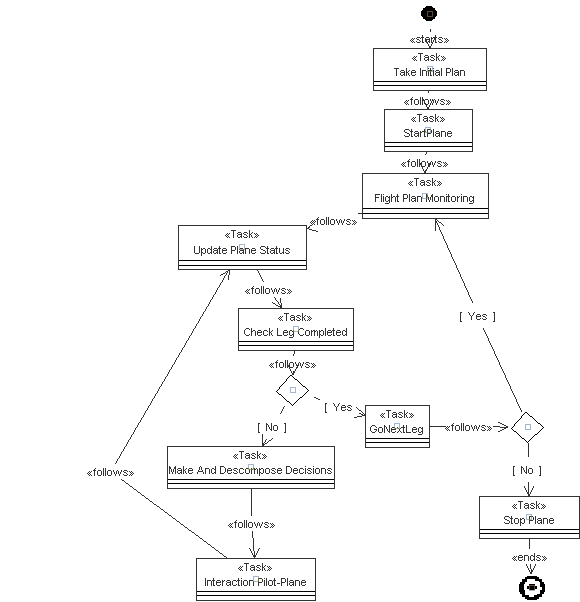 «starts»
«Task»
Take Initial Plan
«follows»
«Task»
StartPlane
«follows»
«Task»
Flight Plan Monitoring
«follows»
«Task»
Update Plane Status
«follows»
«Task»
Check Leg Completed
[ Yes ]
«follows»
[ Yes ]
«Task»
GoNextLeg
«follows»
[ No ]
«Task»
Make And Descompose Decisions
«follows»
[ No ]
«Task»
Stop Plane
«follows»
«ends»
«Task»
Interaction Pilot-Plane